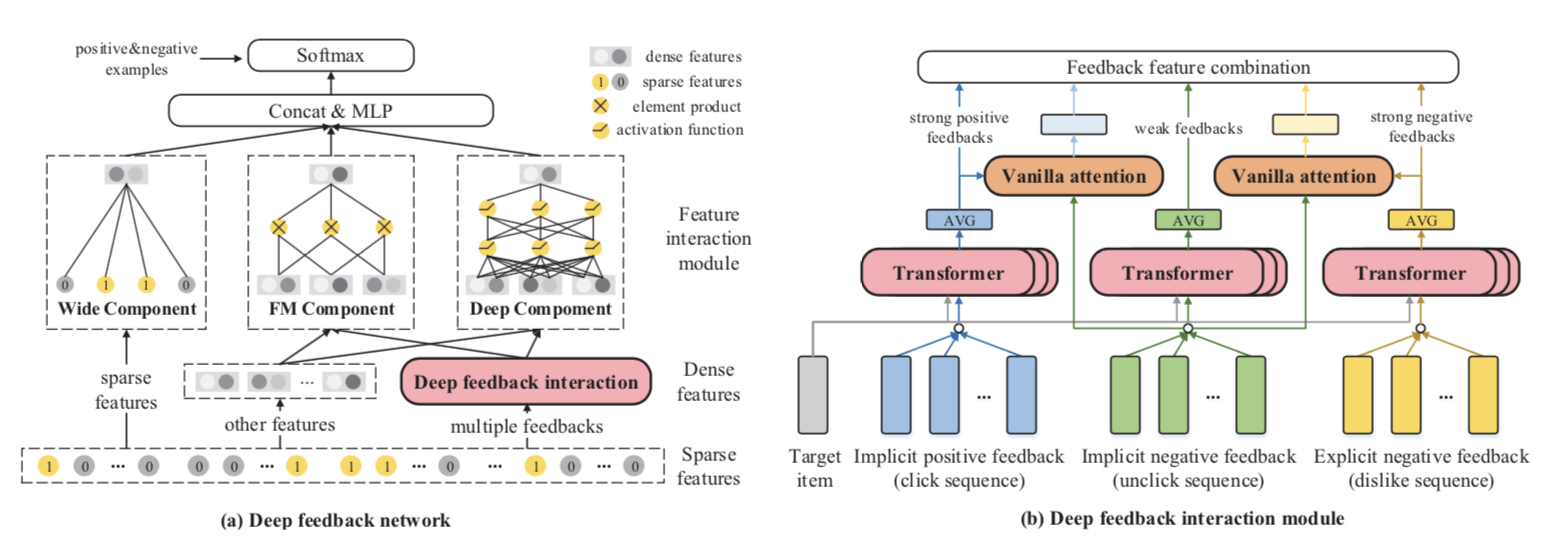 positive&negative
examples
Softmax
Concat & MLP
dense features
1 0 sparse features
element product
activation function
0 1 1 0
Wide Component
FM Component
Deep Compoment
Feature
interaction
module
sparse
features
...
Deep feedback interaction
Dense
features
other features
multiple feedbacks
1 0 ... 0 0 0 ... 1 1 1 ... 0 ... 1 0 ... 0
Sparse
features
(a) Deep feedback network
Feedback feature combination
strong positive
feedbacks
weak feedbacks
strong negative
feedbacks
Vanilla attention
Vanilla attention
AVG
AVG
AVG
Transformer
Transformer
Transformer
...
...
...
Target
item
Implicit positive feedback
(click sequence)
Implicit negative feedback
(unclick sequence)
Explicit negative feedback
(dislike sequence)
(b) Deep feedback interaction module